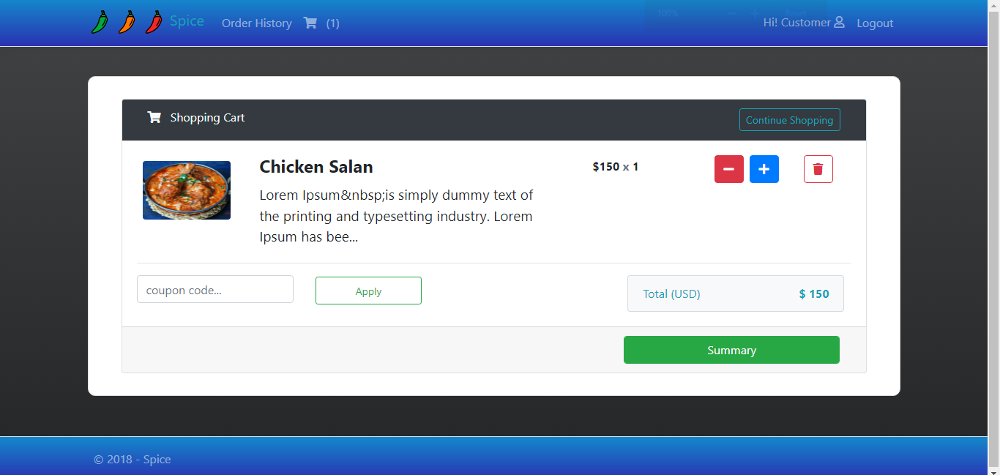 Spice Order History (1) Hi! Customer Logout
Shopping Cart Continue Shopping
Chicken Salan $150 x 1
Lorem Ipsum&nbsp;is simply dummy text of
the printing and typesetting industry. Lorem
Ipsum has bee...
coupon code... Apply Total (USD) $ 150
Summary
© 2018 - Spice